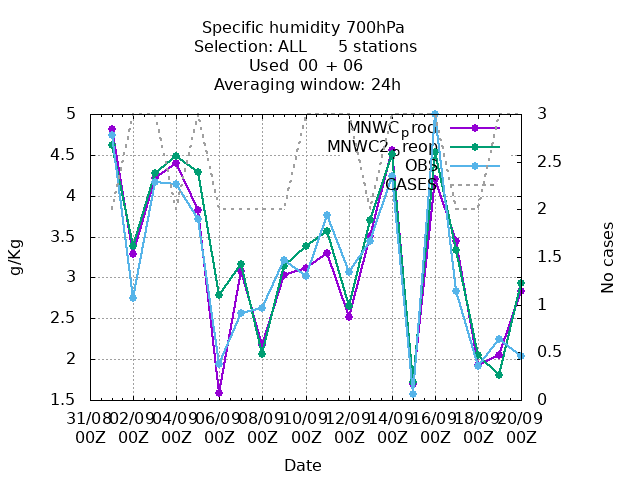 Specific humidity 700hPa
Selection: ALL 5 stations
Used 00 + 06
Averaging window: 24h
MNWC_prod
MNWC2_preop
OBS
CASES
5
4.5
4
3.5
3
2.5
2
1.5
3
2.5
2
1.5
1
0.5
0
g/Kg
No cases
31/08 02/09 04/09 06/09 08/09 10/09 12/09 14/09 16/09 18/09 20/09
00Z 00Z 00Z 00Z 00Z 00Z 00Z 00Z 00Z 00Z 00Z
Date